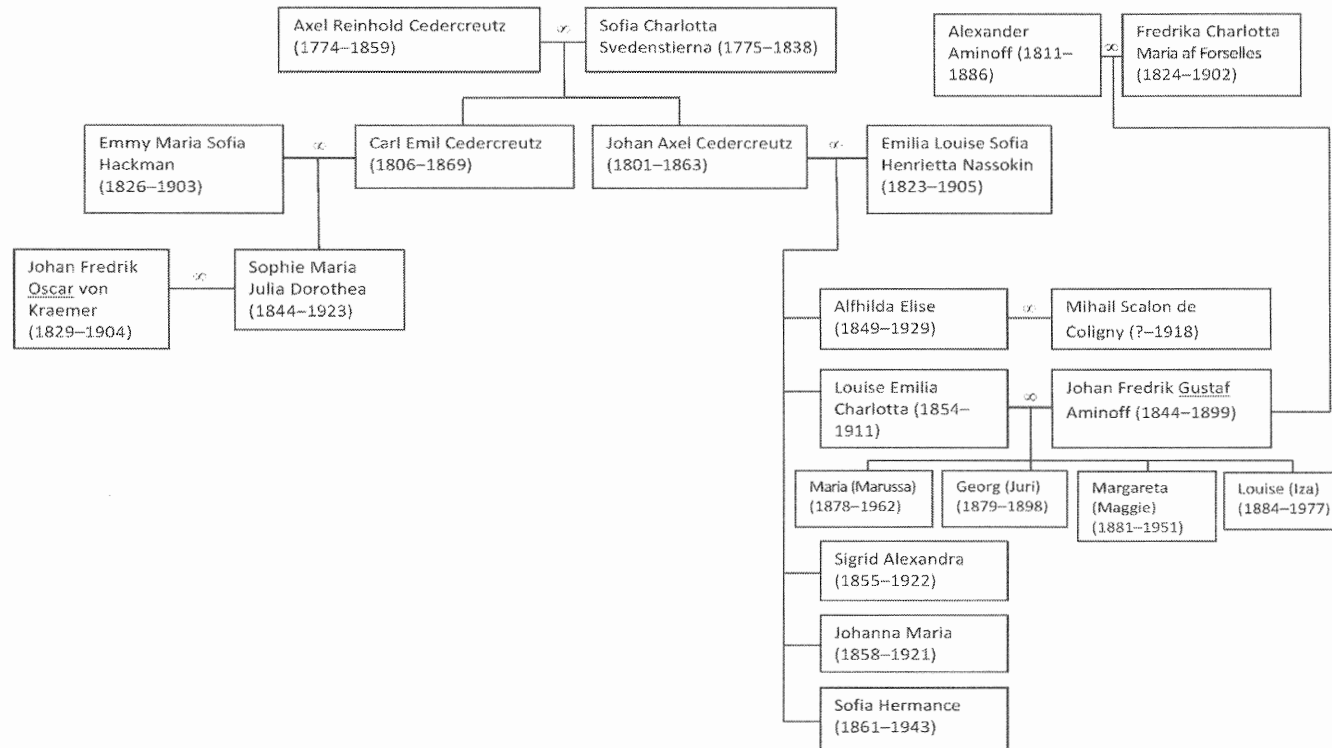 Axel Reinhold Cedercreutz
(1774–1859)
∞
Sofia Charlotta
Svedenstierna (1775–1838)
Alexander
Aminoff (1811–
1886)
∞
Fredrika Charlotta
Maria af Forselles
(1824–1902)
Emmy Maria Sofia
Hackman
(1826–1903)
∞
Carl Emil Cedercreutz
(1806–1869)
Johan Axel Cedercreutz
(1801–1863)
∞
Emilia Louise Sofia
Henrietta Nassokin
(1823–1905)
Johan Fredrik
Oscar von
Kraemer
(1829–1904)
∞
Sophie Maria
Julia Dorothea
(1844–1923)
Alfhilda Elise
(1849–1929)
∞
Mihail Scalon de
Coligny (?–1918)
Louise Emilia
Charlotta (1854–
1911)
∞
Johan Fredrik Gustaf
Aminoff (1844–1899)
Maria (Marussa)
(1878–1962)
Georg (Juri)
(1879–1898)
Margareta
(Maggie)
(1881–1951)
Louise (Iza)
(1884–1977)
Sigrid Alexandra
(1855–1922)
Johanna Maria
(1858–1921)
Sofia Hermance
(1861–1943)